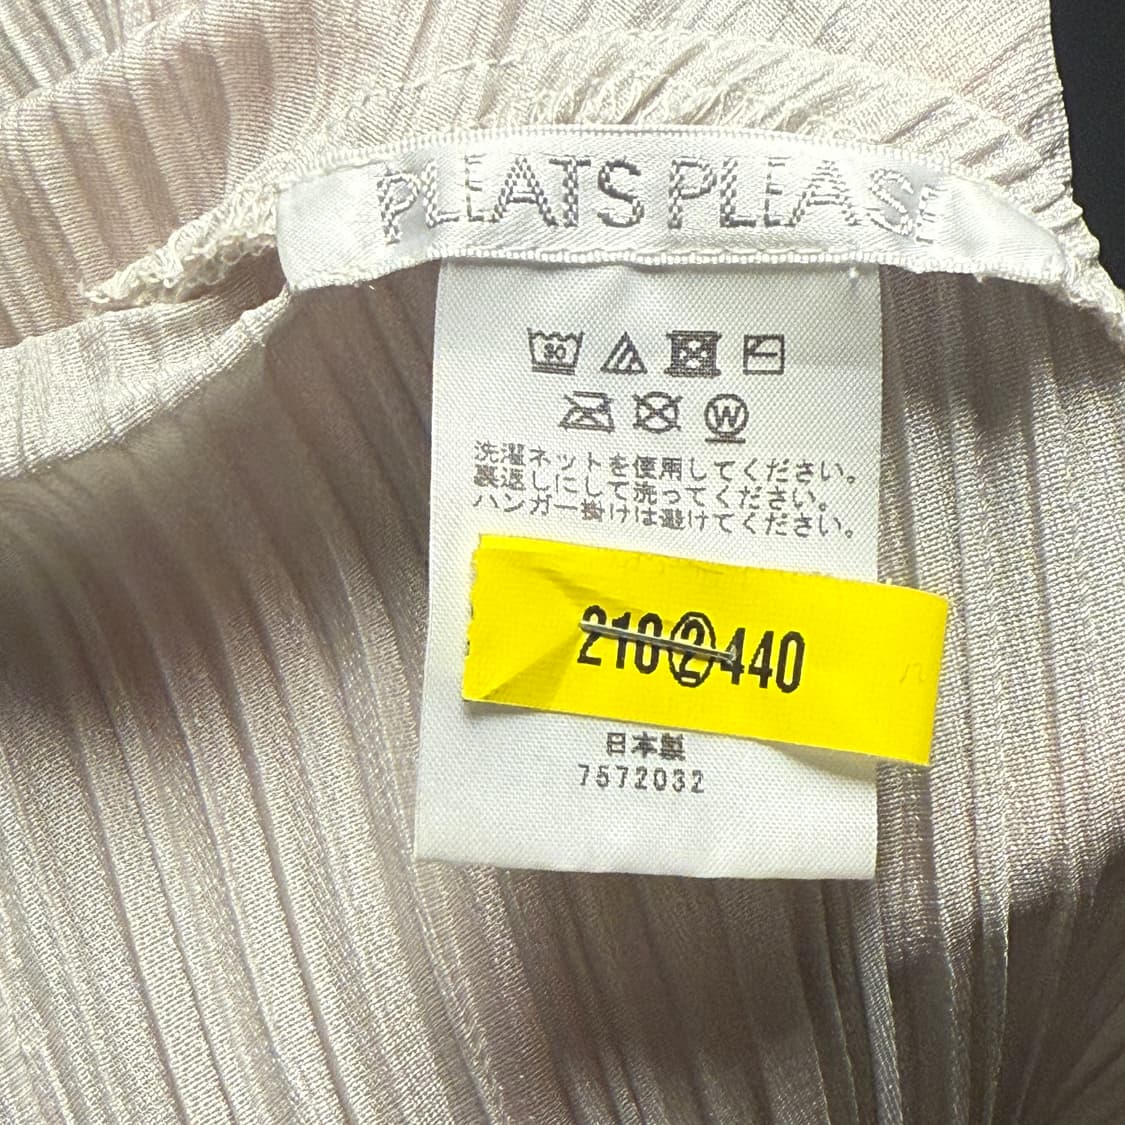 PLEATS PLEASE
30
W
洗濯ネットを使用してください。
裏返しにして洗ってください。
ハンガー掛けは避けてください。
210②440
日本製
7572032